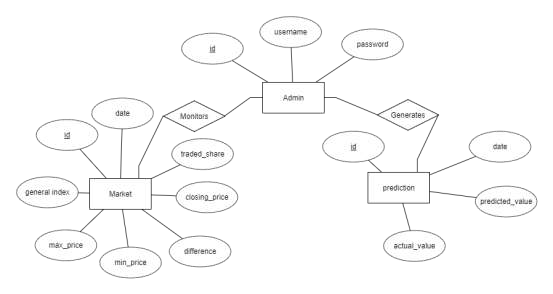 username
id
password
Admin
date
Monitors
Generates
id
traded_share
id
date
general index
Market
closing_price
prediction
predicted_value
max_price
min_price
difference
actual_value